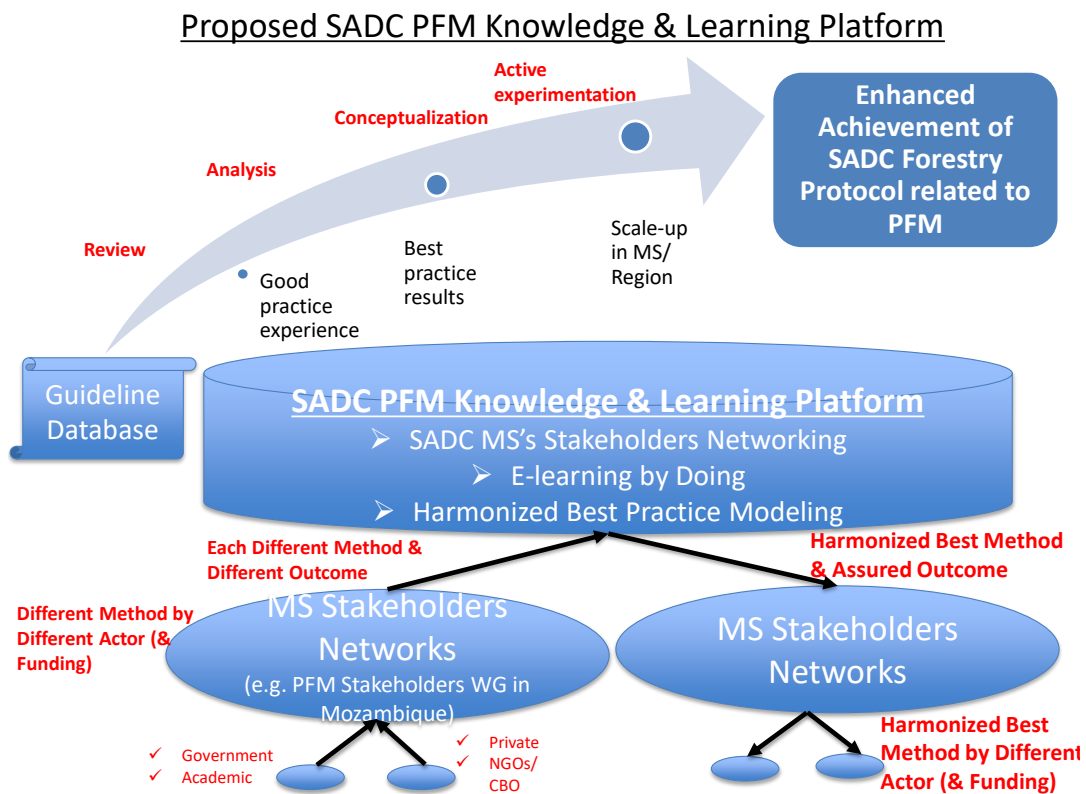 Proposed SADC PFM Knowledge & Learning Platform
Active
experimentation
Conceptualization
Analysis
Review
Enhanced
Achievement of
SADC Forestry
Protocol related to
PFM
Good
practice
experience
Best
practice
results
Scale-up
in MS/
Region
Guideline
Database
SADC PFM Knowledge & Learning Platform
➢ SADC MS's Stakeholders Networking
➢ E-learning by Doing
➢ Harmonized Best Practice Modeling
Each Different Method &
Different Outcome
Harmonized Best Method
& Assured Outcome
Different Method by
Different Actor (&
Funding)
MS Stakeholders
Networks
(e.g. PFM Stakeholders WG in
Mozambique)
MS Stakeholders
Networks
✓ Government
✓ Academic
✓ Private
✓ NGOs/
CBO
Harmonized Best
Method by Different
Actor (& Funding)